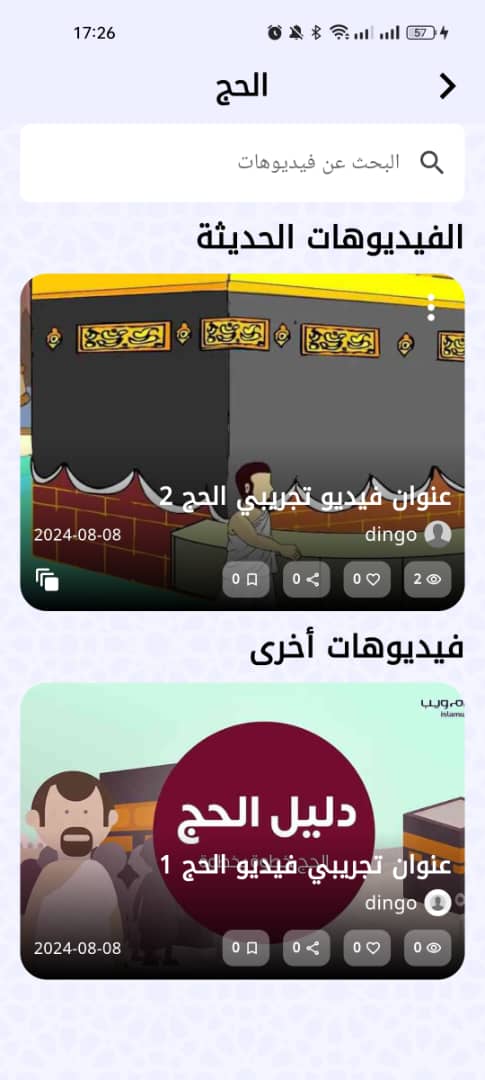 17:26
57
الحج
البحث عن فيديوهات
الفيديوهات الحديثة
عنوان فيديو تجريبي الحج 2
dingo
2024-08-08
0
0
0
2
فيديوهات أخرى
دليل الحج
عنوان تجريبي فيديو الحج 1
dingo
2024-08-08
0
0
0
0